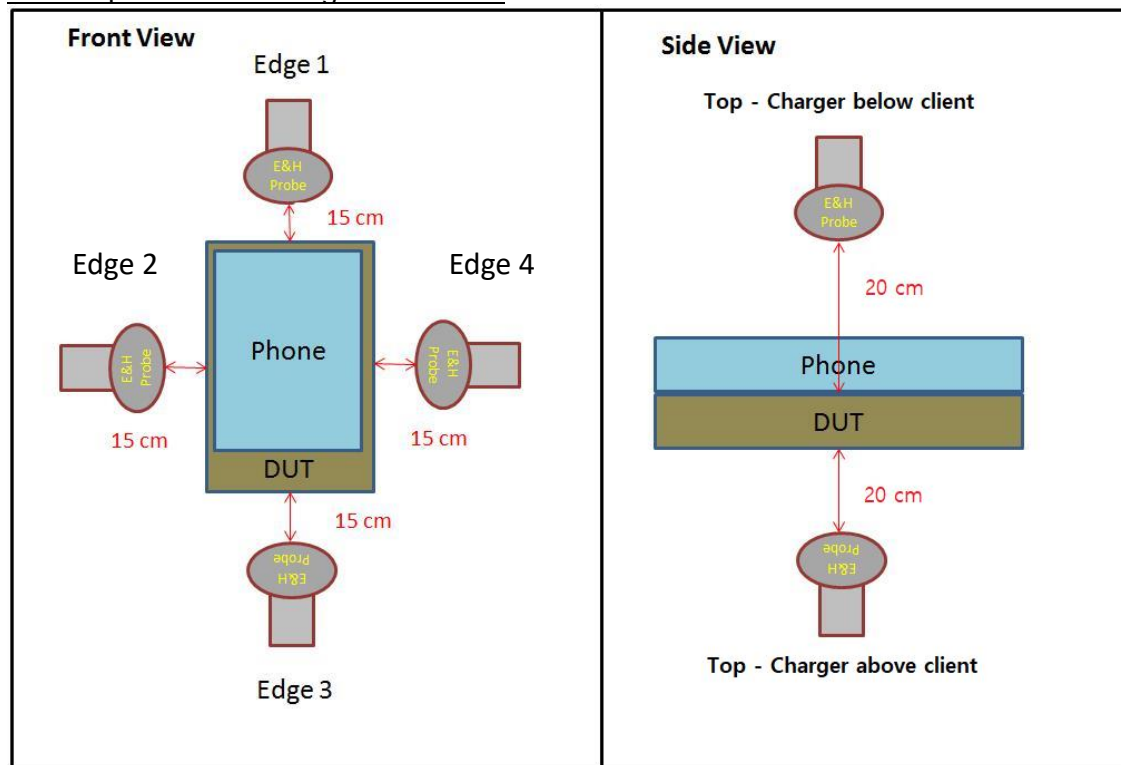 Front View
Edge 1
E&H
Probe
15 cm
Edge 2
Edge 4
E&H
Probe
Phone
E&H
Probe
15 cm
15 cm
DUT
15 cm
E&H
Probe
Edge 3
Side View
Top - Charger below client
E&H
Probe
20 cm
Phone
DUT
20 cm
E&H
Probe
Top - Charger above client